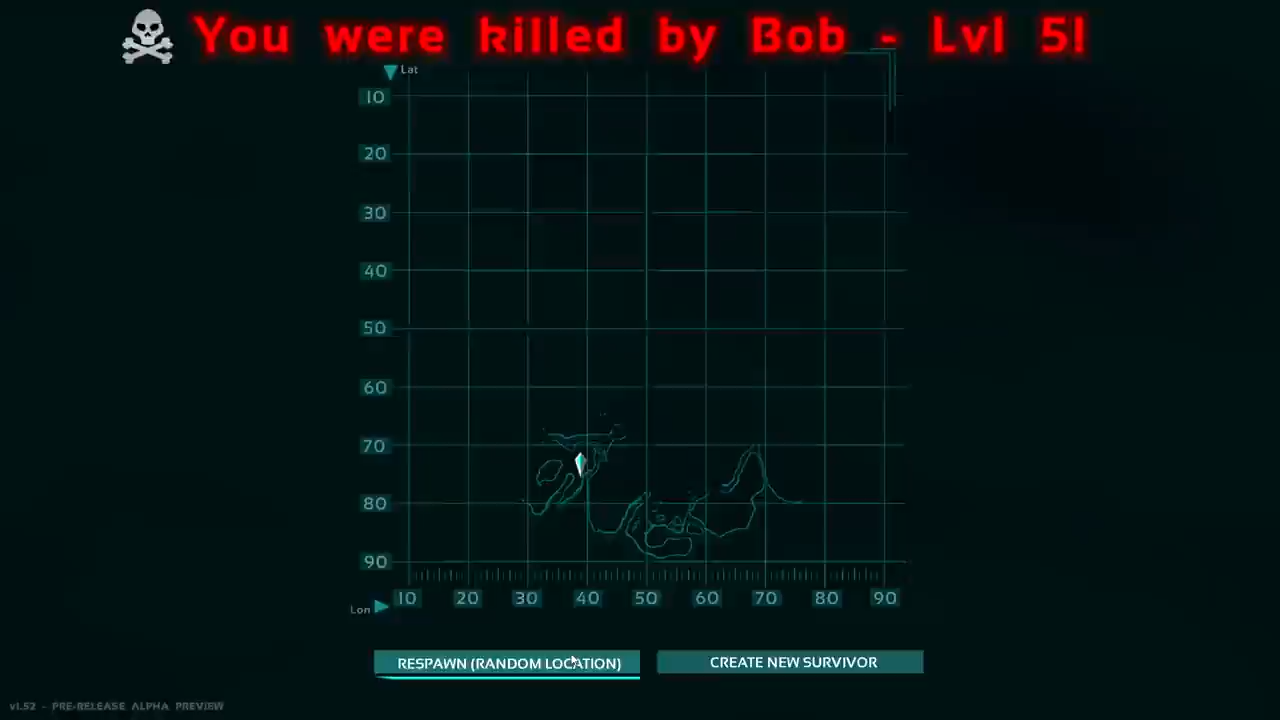 You were killed by Bob - Lvl 5!
Lat
10
20
30
40
50
60
70
80
90
Lon
10 20 30 40 50 60 70 80 90
RESPAWN (RANDOM LOCATION)
CREATE NEW SURVIVOR
v1.52 - PRE-RELEASE ALPHA PREVIEW